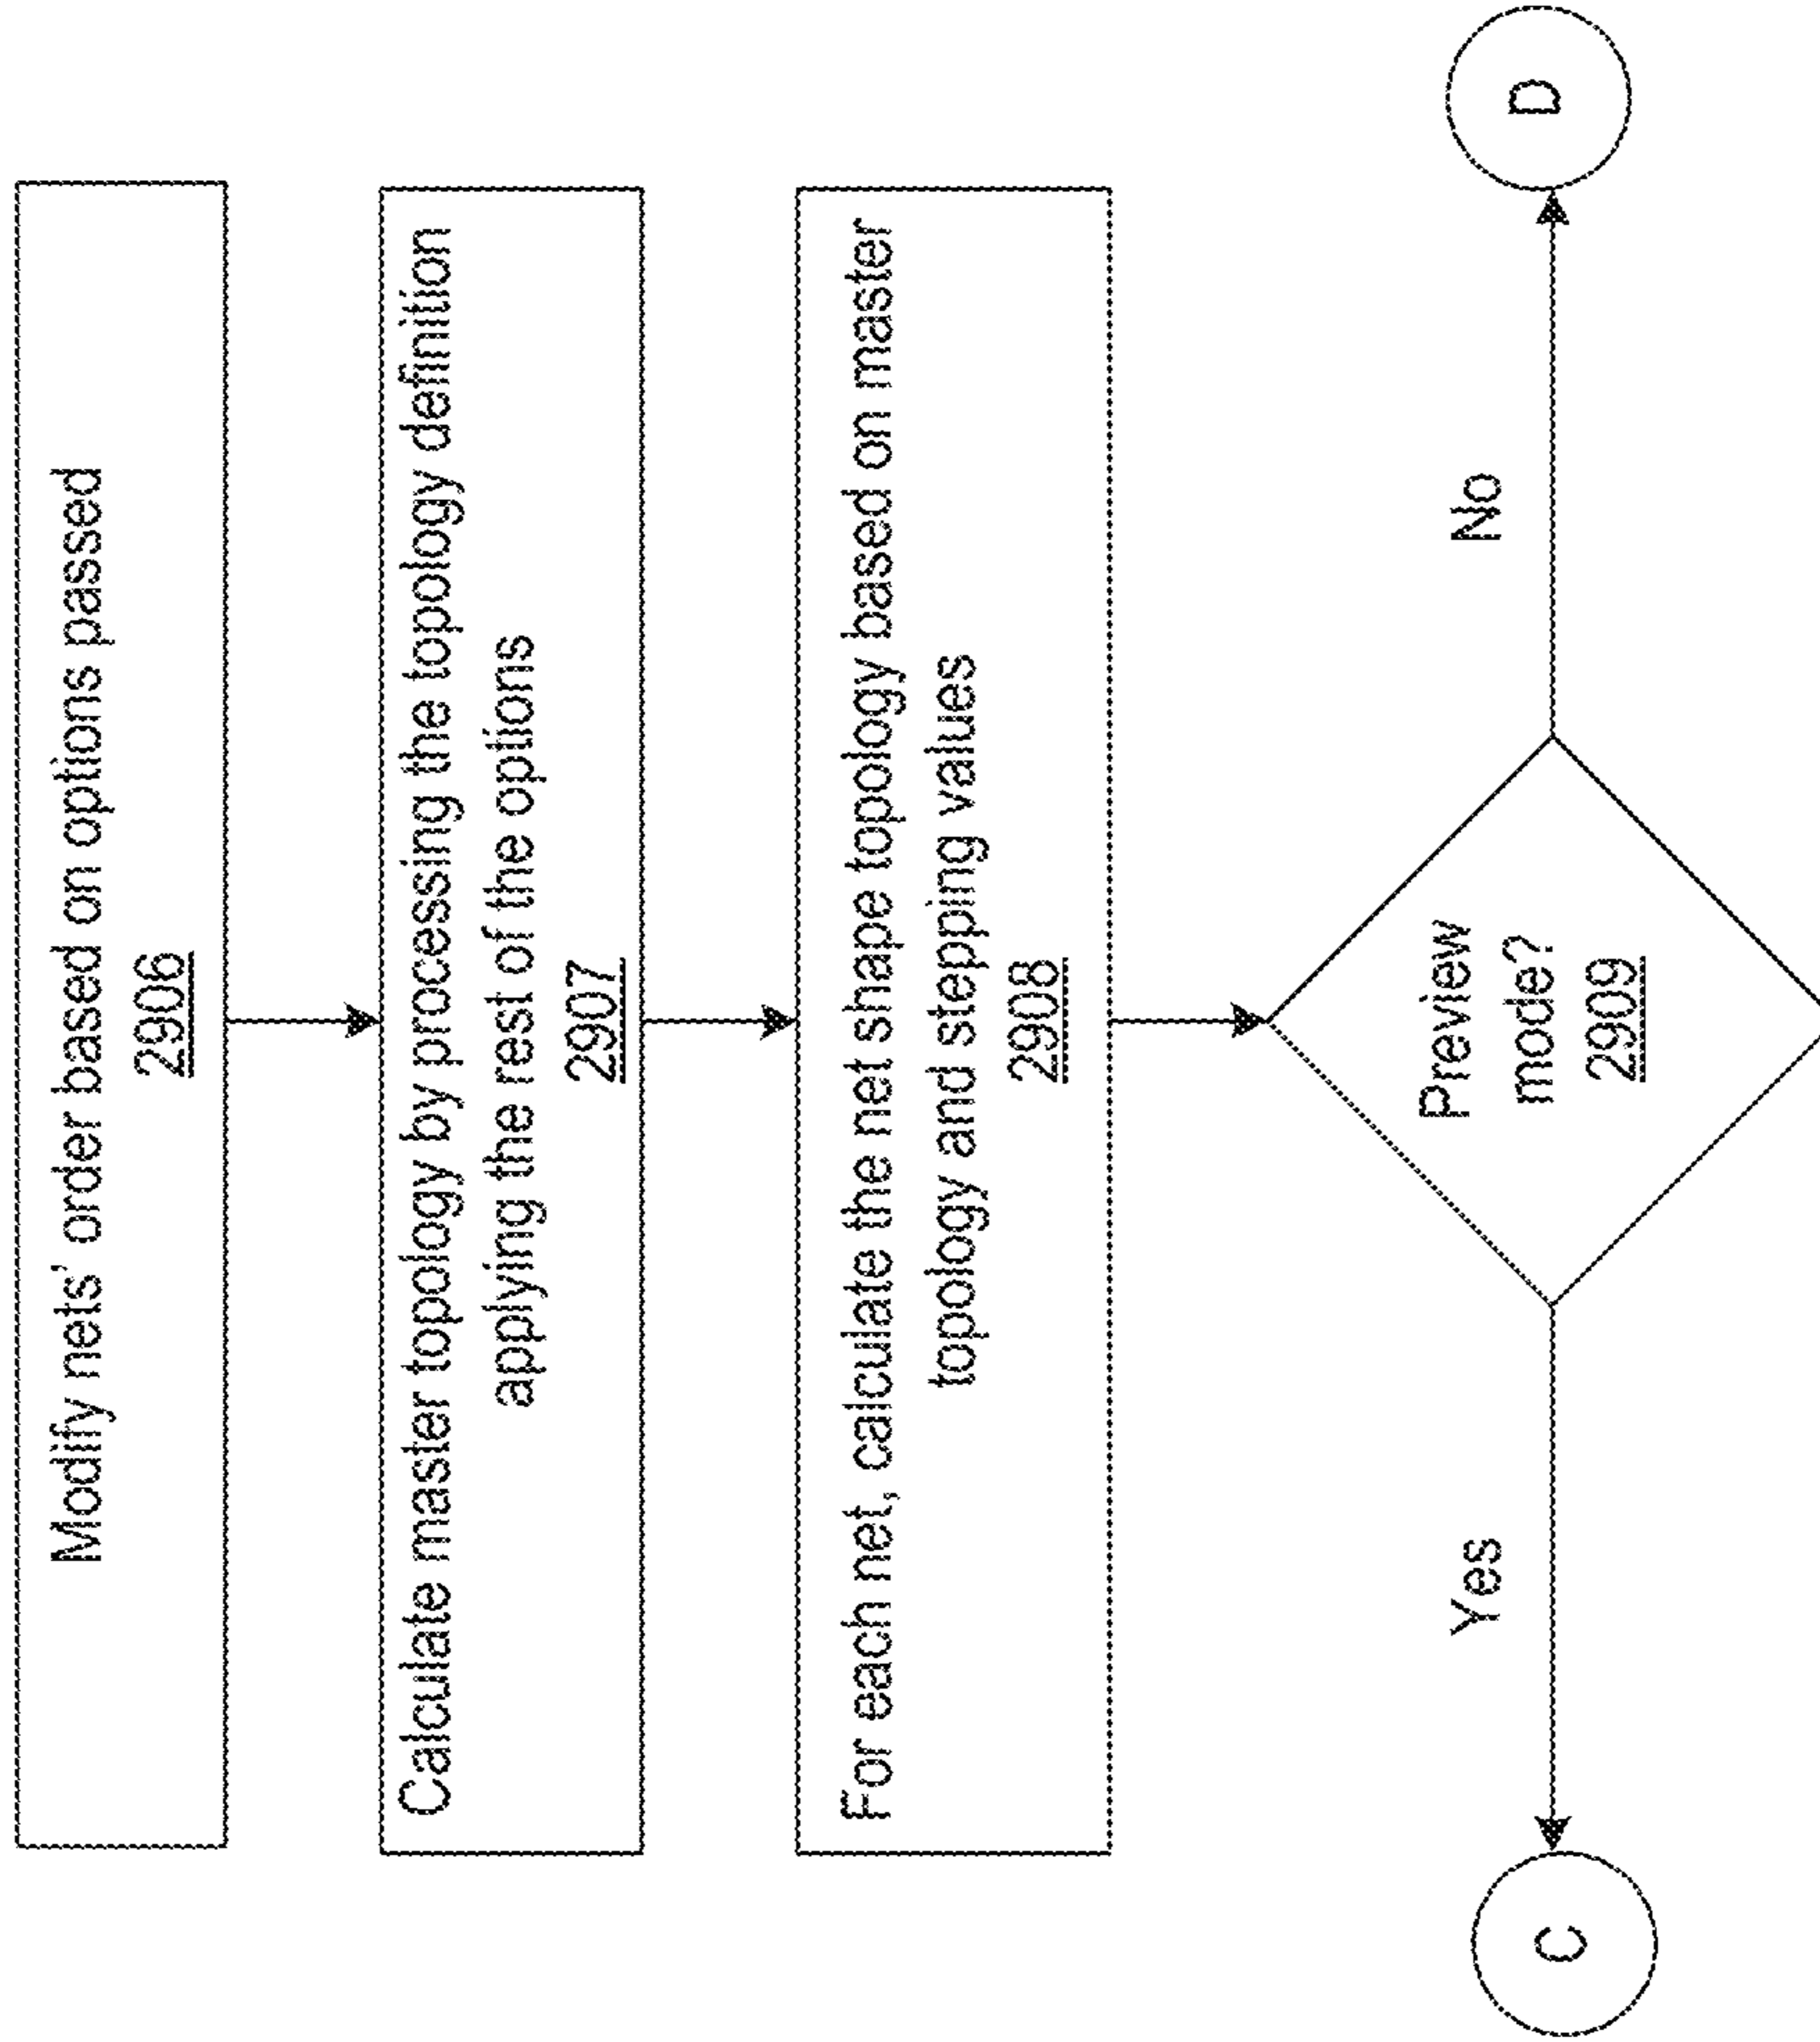 Modify nets' order based on options passed
2906
Calculate master topology by processing the topology definition
applying the rest of the options
2907
For each net, calculate the net shape topology based on master
topology and stepping values
2908
Preview
mode?
2909
Yes
No
C
D